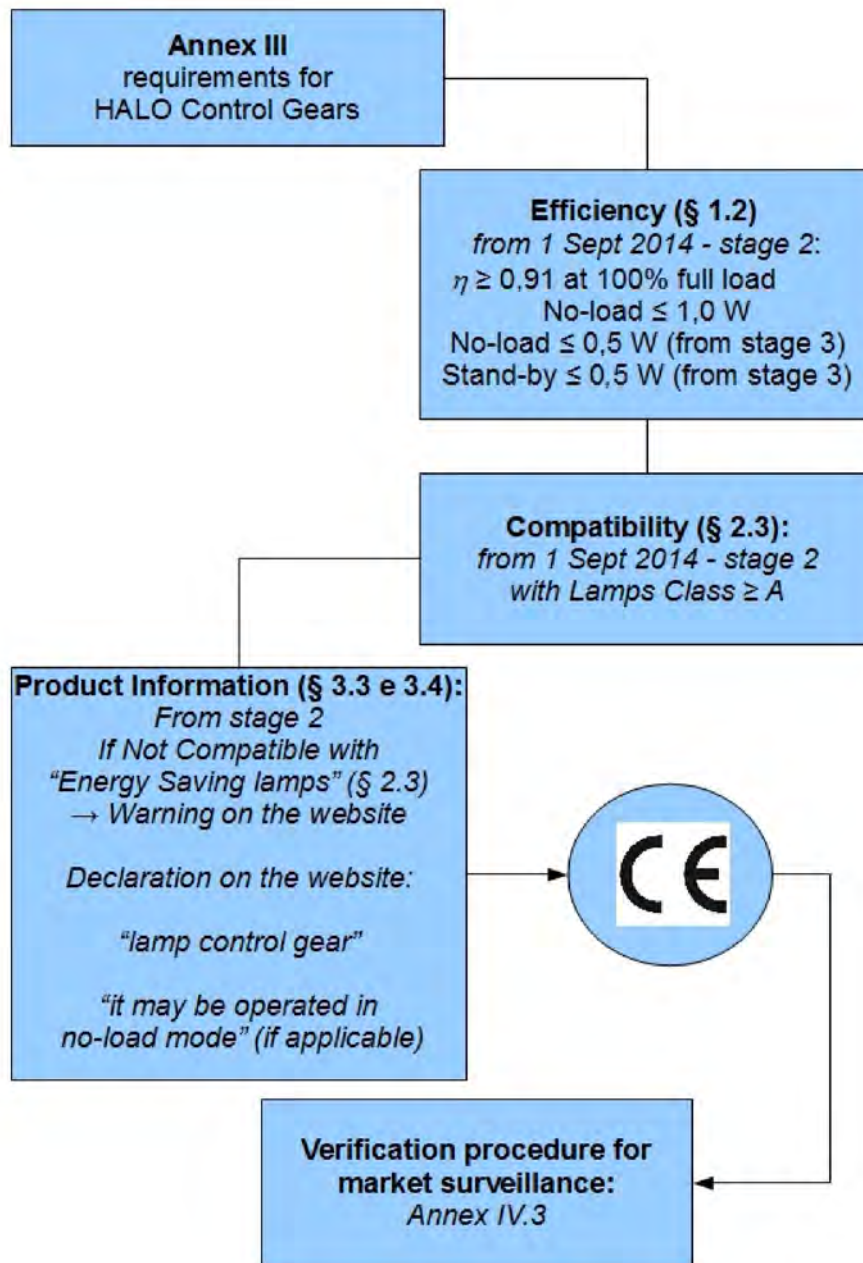 Annex III
requirements for
HALO Control Gears
Efficiency (§ 1.2)
from 1 Sept 2014 - stage 2:
η ≥ 0,91 at 100% full load
No-load ≤ 1,0 W
No-load ≤ 0,5 W (from stage 3)
Stand-by ≤ 0,5 W (from stage 3)
Compatibility (§ 2.3):
from 1 Sept 2014 - stage 2
with Lamps Class ≥ A
Product Information (§ 3.3 e 3.4):
From stage 2
If Not Compatible with
“Energy Saving lamps” (§ 2.3)
→ Warning on the website
Declaration on the website:
“lamp control gear”
“it may be operated in
no-load mode” (if applicable)
CE
Verification procedure for
market surveillance:
Annex IV.3